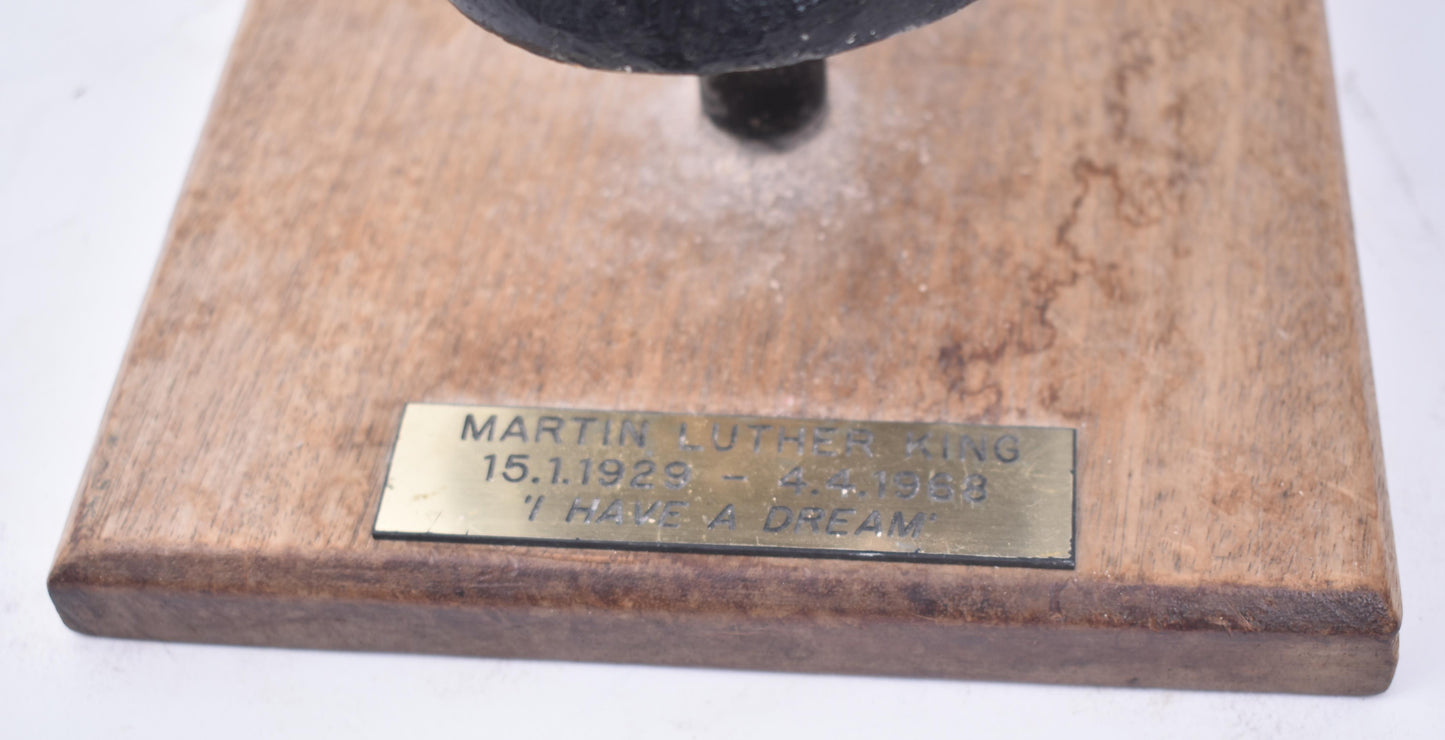 MARTIN LUTHER KING
15.1.1929 - 4.4.1968
'I HAVE A DREAM'